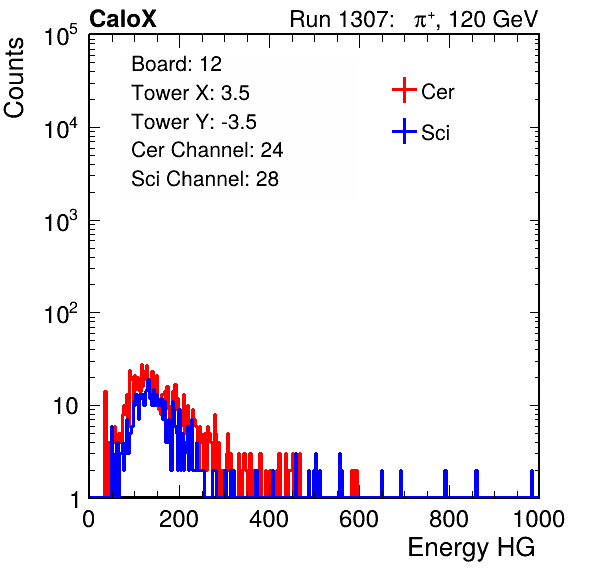 CaloX Run 1307: π⁺, 120 GeV
Counts
10⁵
10⁴
10³
10²
10
1
Board: 12
Tower X: 3.5
Tower Y: -3.5
Cer Channel: 24
Sci Channel: 28
Cer
Sci
0 200 400 600 800 1000
Energy HG